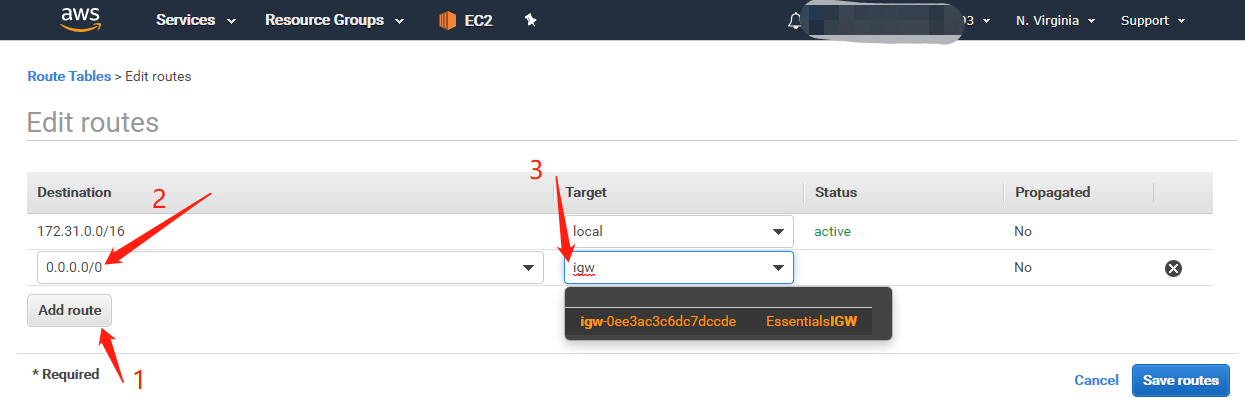 aws Services Resource Groups EC2 03 N. Virginia Support
Route Tables > Edit routes
Edit routes
2 3
Destination Target Status Propagated
172.31.0.0/16 local active No
0.0.0.0/0 igw No
Add route
igw-0ee3ac3c6dc7dccde EssentialsIGW
* Required
1
Cancel Save routes